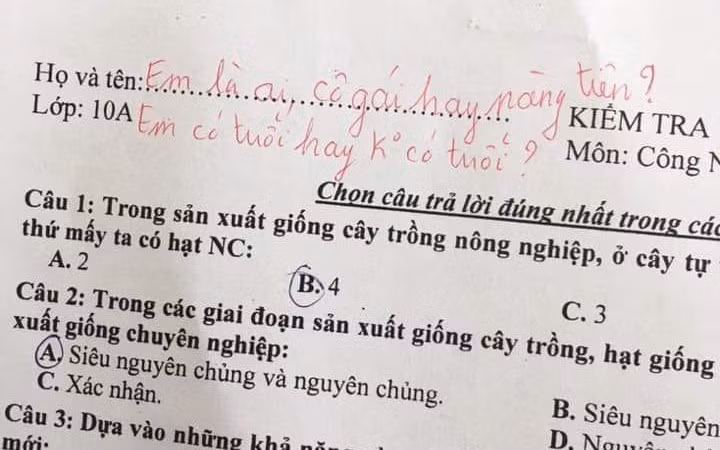 Họ và tên: Em là ai, cô gái hay nàng tiên?
KIỂM TRA
Lớp: 10A Em có tuổi hay k° có tuổi?
Môn: Công
Chọn câu trả lời đúng nhất trong các
Câu 1: Trong sản xuất giống cây trồng nông nghiệp, ở cây tự
thứ mấy ta có hạt NC:
A. 2
B. 4
C. 3
Câu 2: Trong các giai đoạn sản xuất giống cây trồng, hạt giống
xuất giống chuyên nghiệp:
A. Siêu nguyên chủng và nguyên chủng.
B. Siêu nguyên
C. Xác nhận.
D.
Câu 3: Dựa vào những khả
mới: